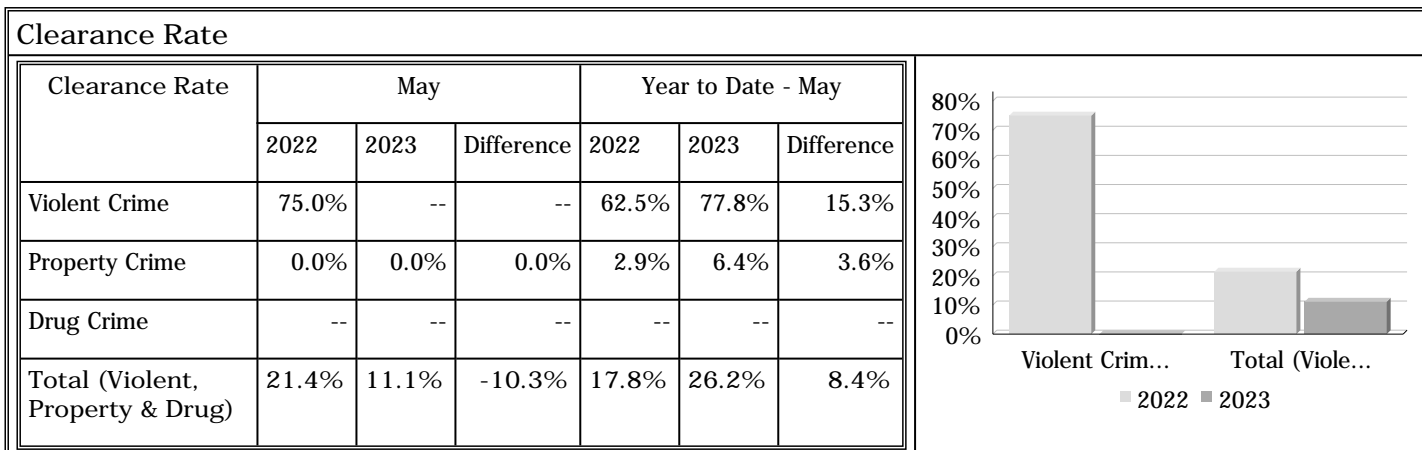 Clearance Rate
Clearance Rate May Year to Date - May
2022 2023 Difference 2022 2023 Difference
Violent Crime 75.0% -- -- 62.5% 77.8% 15.3%
Property Crime 0.0% 0.0% 0.0% 2.9% 6.4% 3.6%
Drug Crime -- -- -- -- -- --
Total (Violent,
Property & Drug) 21.4% 11.1% -10.3% 17.8% 26.2% 8.4%
80%
70%
60%
50%
40%
30%
20%
10%
0%
Violent Crim... Total (Viole...
2022 2023